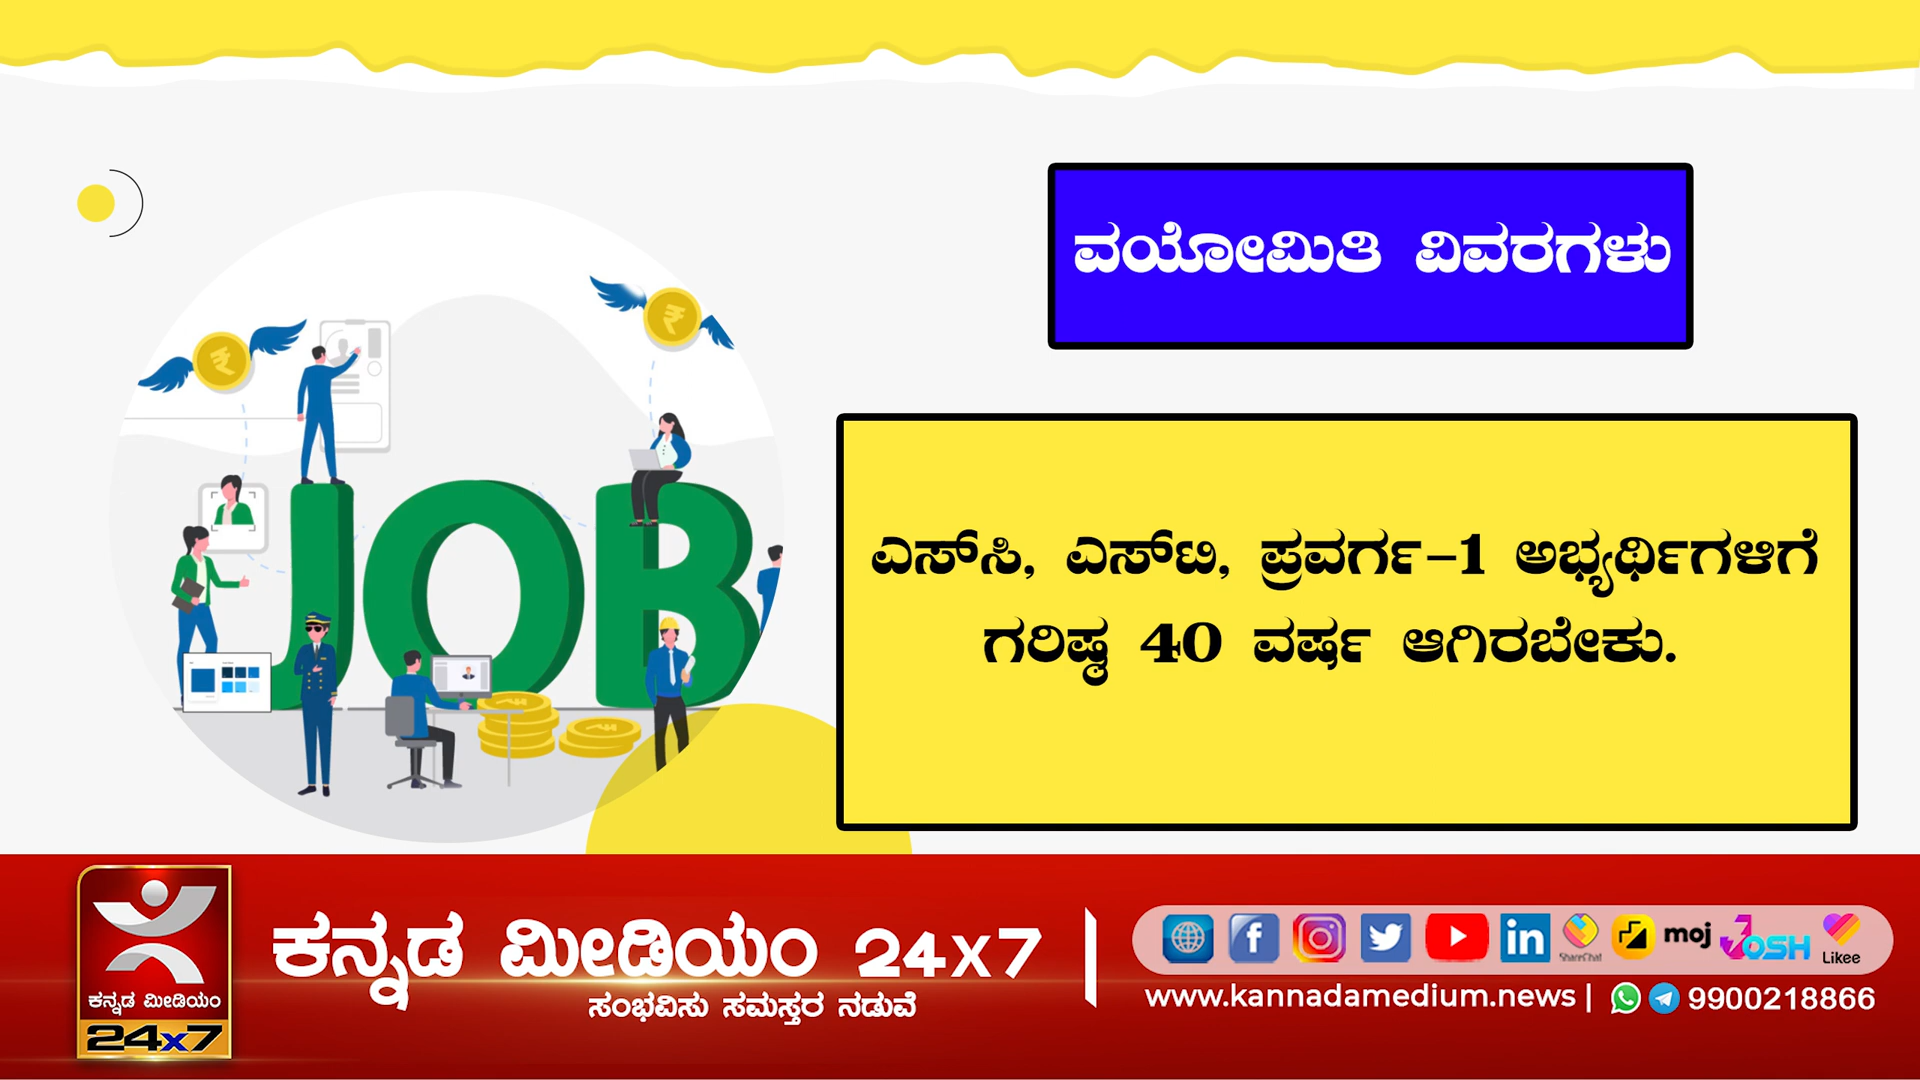 ವಯೋಮಿತಿ ವಿವರಗಳು
ಎಸ್‌ಸಿ, ಎಸ್‌ಟಿ, ಪ್ರವರ್ಗ-1 ಅಭ್ಯರ್ಥಿಗಳಿಗೆ
ಗರಿಷ್ಠ 40 ವರ್ಷ ಆಗಿರಬೇಕು.
JOB
ಕನ್ನಡ ಮೀಡಿಯಂ
24x7
ಕನ್ನಡ ಮೀಡಿಯಂ 24x7
ಸಂಭವಿಸು ಸಮಸ್ತರ ನಡುವೆ
ShareChat moj Josh Likee
www.kannadamedium.news | 9900218866